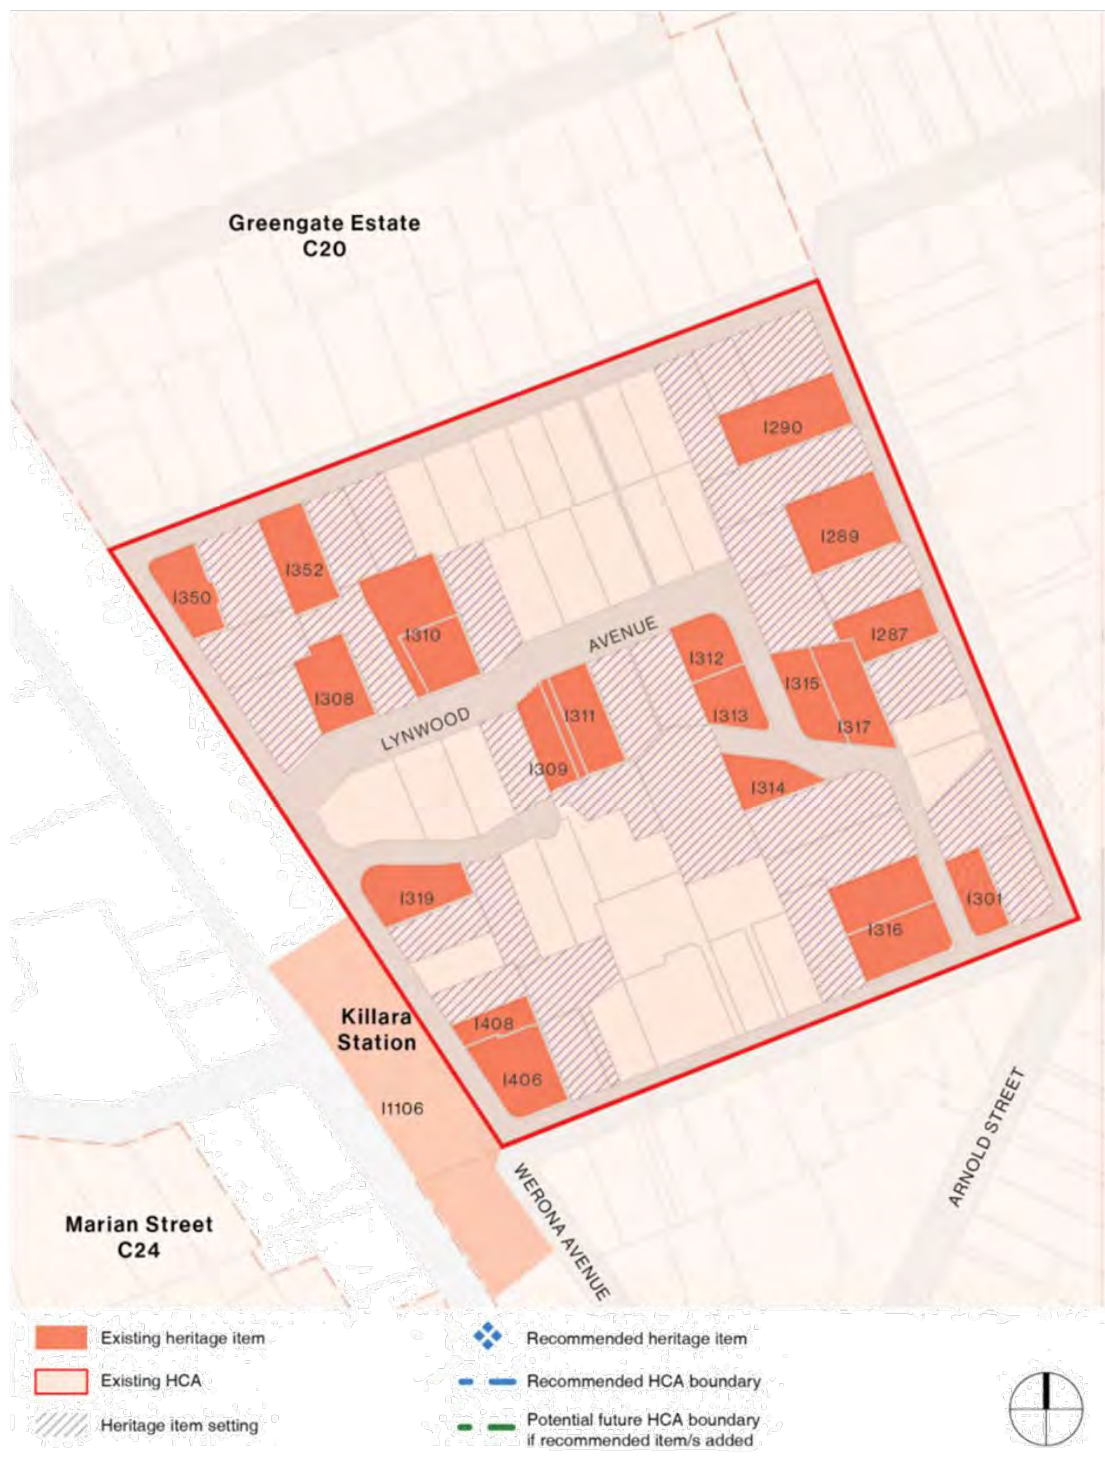 Greengate Estate
C20
I290
I289
I352
I350
I310
I287
AVENUE
I312
I315
I308
LYNWOOD
I311
I313
I317
I309
I314
I319
I301
I316
Killara
Station
I408
I406
I1106
WERONA AVENUE
ARNOLD STREET
Marian Street
C24
Existing heritage item
Existing HCA
Heritage item setting
Recommended heritage item
Recommended HCA boundary
Potential future HCA boundary
if recommended item/s added